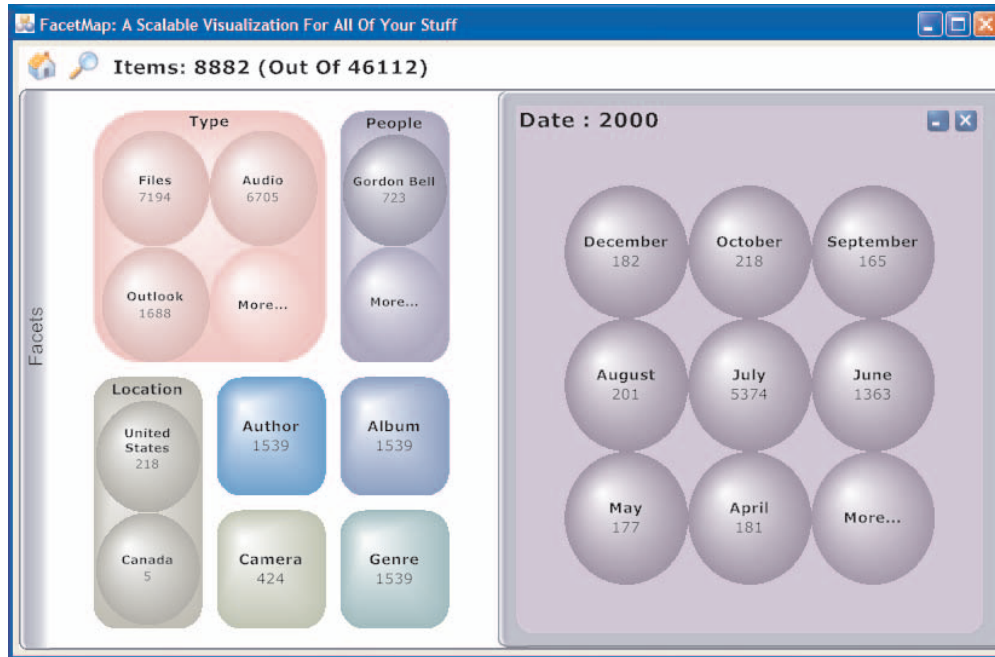 FacetMap: A Scalable Visualization For All Of Your Stuff
Items: 8882 (Out Of 46112)
Facets
Type
Files
7194
Audio
6705
Outlook
1688
More...
People
Gordon Bell
723
More...
Location
United
States
218
Canada
5
Author
1539
Album
1539
Camera
424
Genre
1539
Date : 2000
December
182
October
218
September
165
August
201
July
5374
June
1363
May
177
April
181
More...